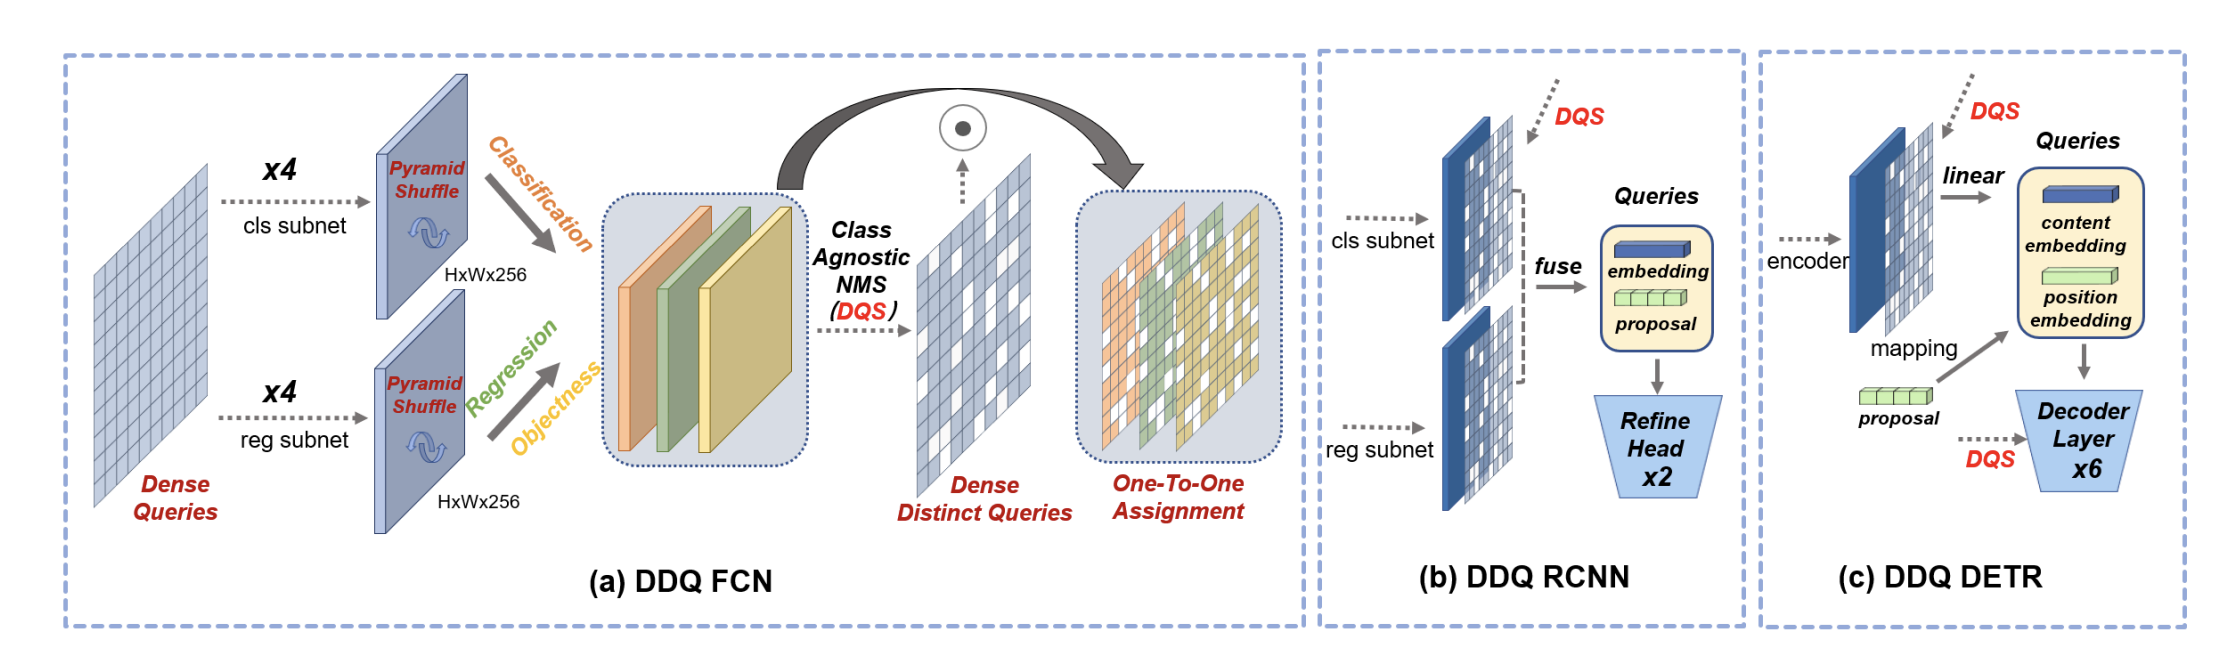 x4
cls subnet
Pyramid
Shuffle
HxWx256
Classification
x4
reg subnet
Pyramid
Shuffle
HxWx256
Regression
Objectness
Dense
Queries
Class
Agnostic
NMS
(DQS)
Dense
Distinct Queries
One-To-One
Assignment
(a) DDQ FCN
DQS
cls subnet
reg subnet
fuse
Queries
embedding
proposal
Refine
Head
x2
(b) DDQ RCNN
DQS
encoder
linear
Queries
content
embedding
position
embedding
mapping
proposal
DQS
Decoder
Layer
x6
(c) DDQ DETR